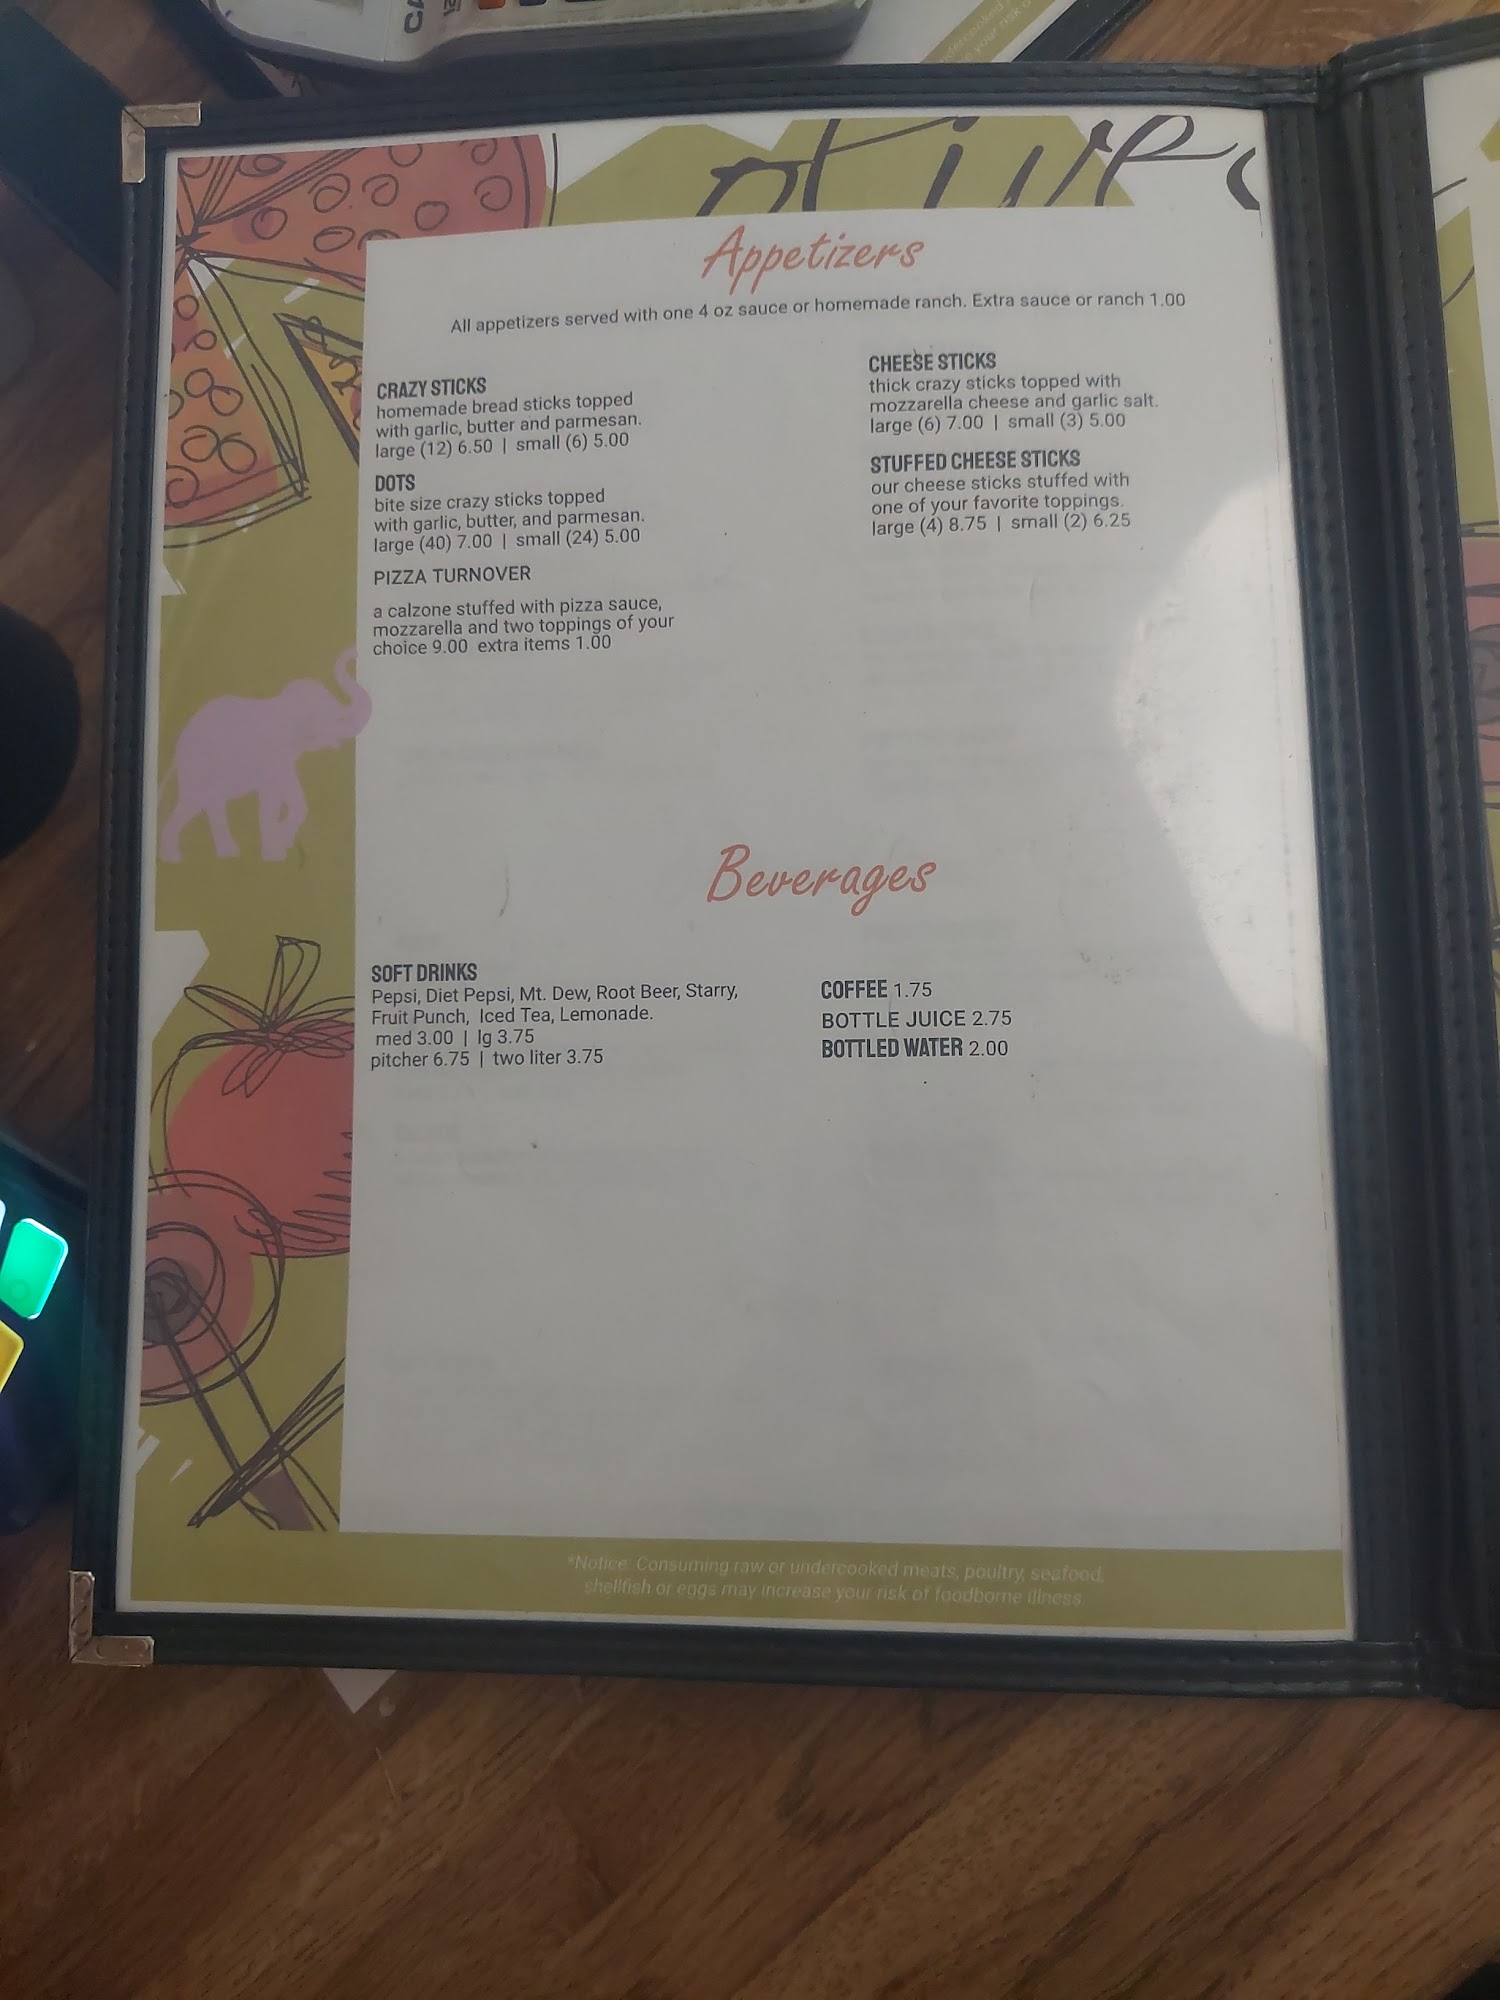 Appetizers
All appetizers served with one 4 oz sauce or homemade ranch. Extra sauce or ranch 1.00
CRAZY STICKS
homemade bread sticks topped
with garlic, butter and parmesan.
large (12) 6.50 | small (6) 5.00
DOTS
bite size crazy sticks topped
with garlic, butter, and parmesan.
large (40) 7.00 | small (24) 5.00
PIZZA TURNOVER
a calzone stuffed with pizza sauce,
mozzarella and two toppings of your
choice 9.00 extra items 1.00
CHEESE STICKS
thick crazy sticks topped with
mozzarella cheese and garlic salt.
large (6) 7.00 | small (3) 5.00
STUFFED CHEESE STICKS
our cheese sticks stuffed with
one of your favorite toppings.
large (4) 8.75 | small (2) 6.25
Beverages
SOFT DRINKS
Pepsi, Diet Pepsi, Mt. Dew, Root Beer, Starry,
Fruit Punch, Iced Tea, Lemonade.
med 3.00 | lg 3.75
pitcher 6.75 | two liter 3.75
COFFEE 1.75
BOTTLE JUICE 2.75
BOTTLED WATER 2.00
*Notice: Consuming raw or undercooked meats, poultry, seafood,
shellfish or eggs may increase your risk of foodborne illness